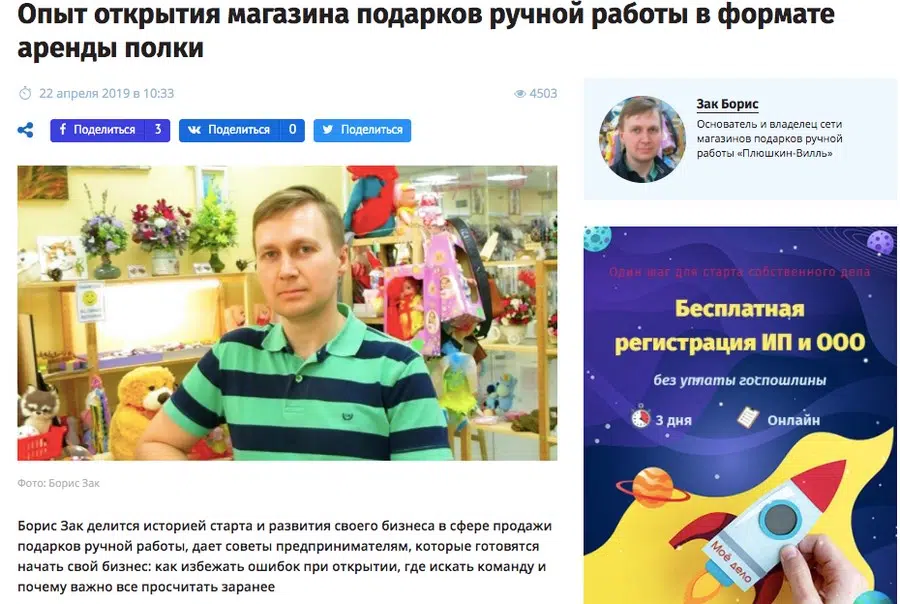 Опыт открытия магазина подарков ручной работы в формате
аренды полки
22 апреля 2019 в 10:33
4503
Поделиться 3
Поделиться 0
Поделиться
Фото: Борис Зак
Борис Зак делится историей старта и развития своего бизнеса в сфере продажи
подарков ручной работы, дает советы предпринимателям, которые готовятся
начать свой бизнес: как избежать ошибок при открытии, где искать команду и
почему важно все просчитать заранее
Зак Борис
Основатель и владелец сети
магазинов подарков ручной
работы «Плюшкин-Вилль»
Один шаг для старта собственного дела
Бесплатная
регистрация ИП и ООО
без уплаты госпошлины
3 дня
Онлайн
Моё дело